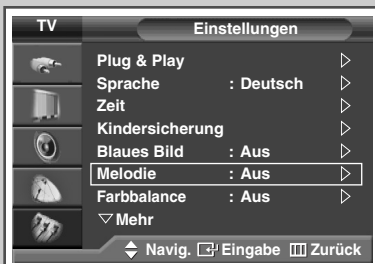 TV Einstellungen
Plug & Play
Sprache : Deutsch
Zeit
Kindersicherung
Blaues Bild : Aus
Melodie : Aus
Farbbalance : Aus
Mehr
Navig. Eingabe Zurück